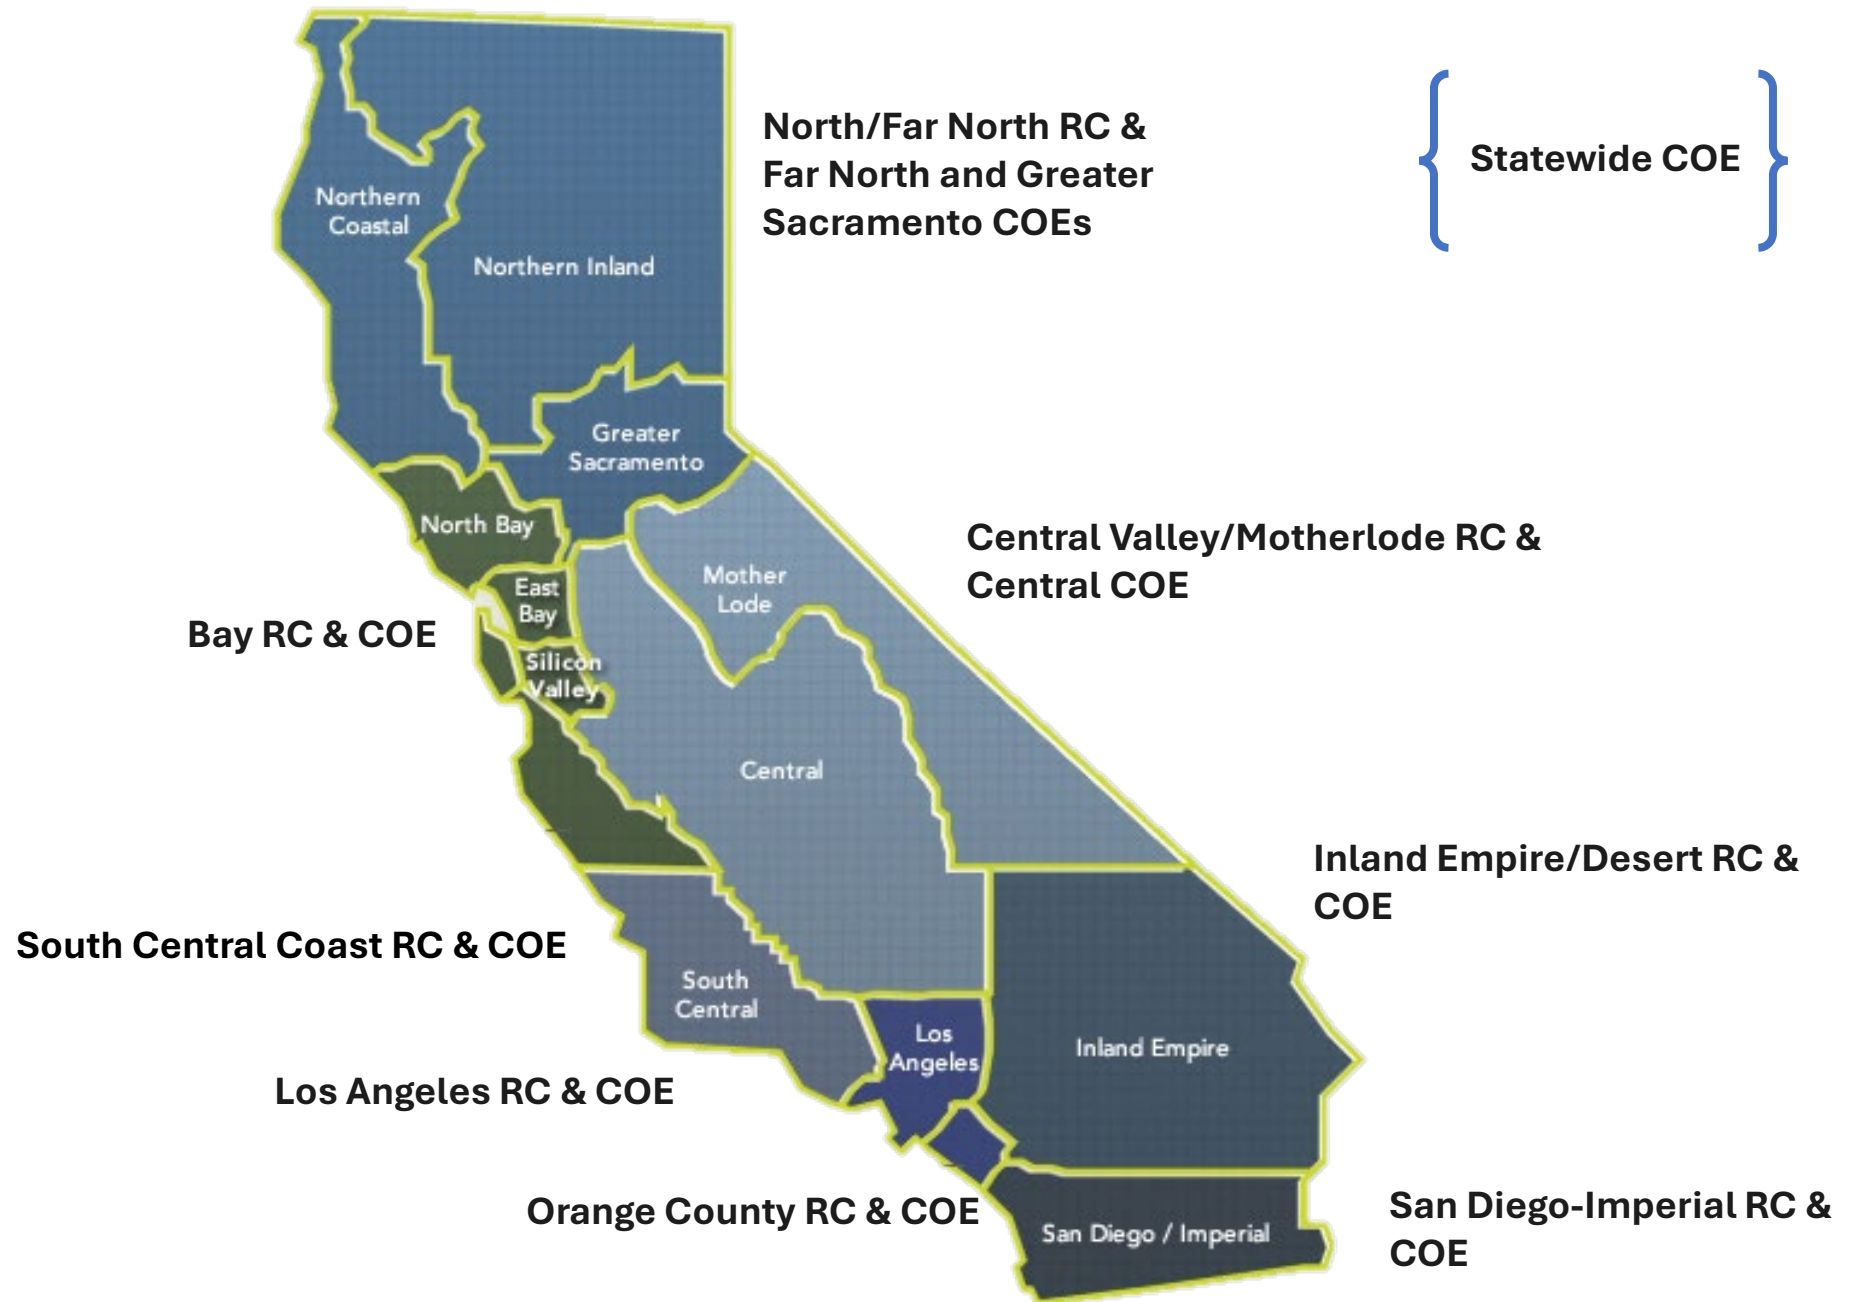 North/Far North RC &
Far North and Greater
Sacramento COEs
Statewide COE
Northern
Coastal
Northern Inland
Greater
Sacramento
North Bay
Central Valley/Motherlode RC &
Central COE
Mother
Lode
East
Bay
Bay RC & COE
Silicon
Valley
Central
Inland Empire/Desert RC &
COE
South Central Coast RC & COE
South
Central
Los
Angeles
Inland Empire
Los Angeles RC & COE
Orange County RC & COE
San Diego / Imperial
San Diego-Imperial RC &
COE